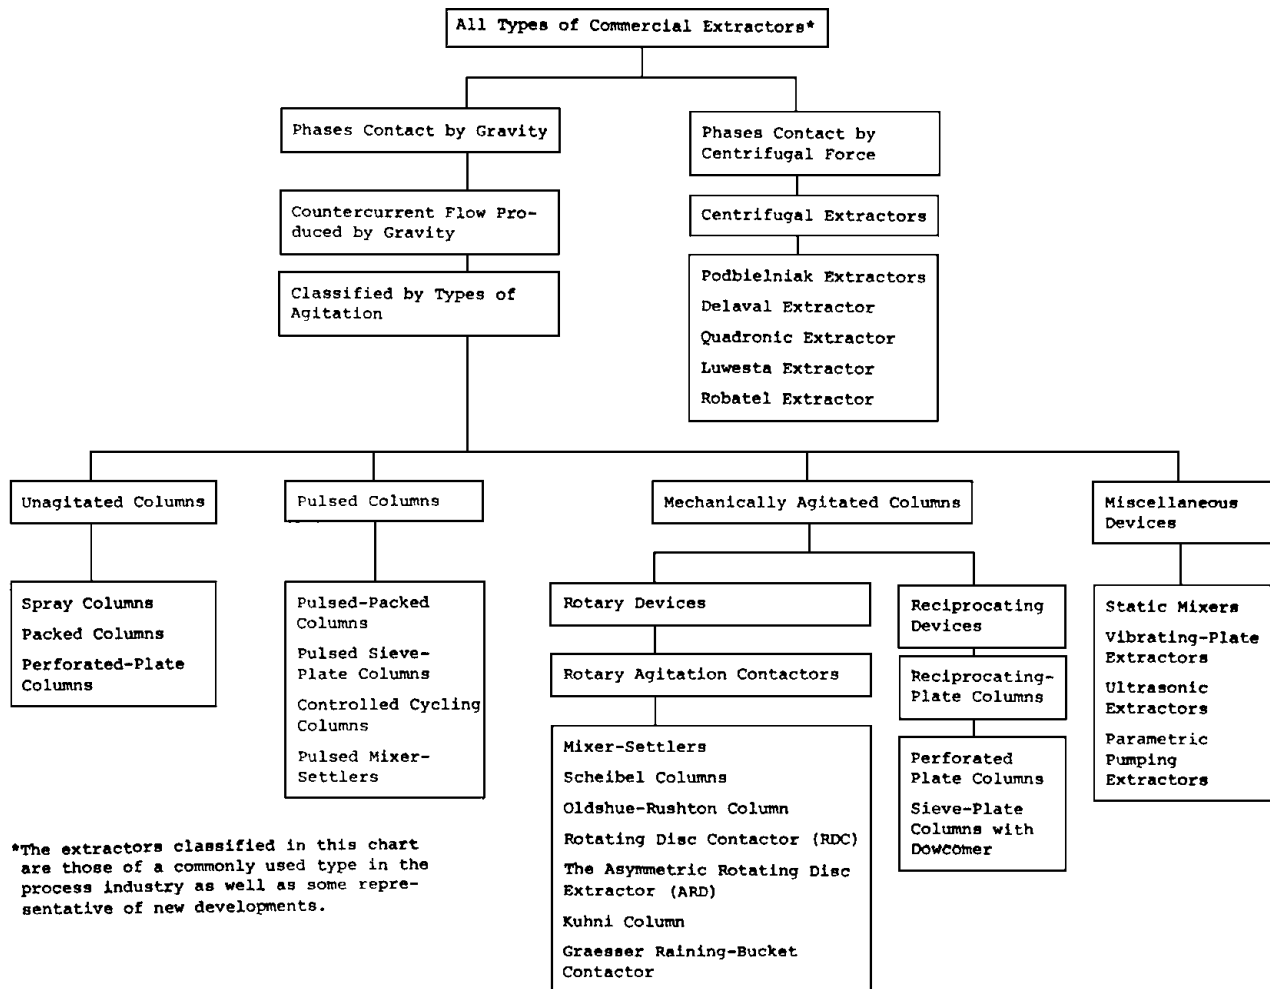 All Types of Commercial Extractors*
Phases Contact by Gravity
Phases Contact by
Centrifugal Force
Countercurrent Flow Pro-
duced by Gravity
Centrifugal Extractors
Classified by Types of
Agitation
Podbielniak Extractors
Delaval Extractor
Quadronic Extractor
Luwesta Extractor
Robatel Extractor
Unagitated Columns
Pulsed Columns
Mechanically Agitated Columns
Miscellaneous
Devices
Spray Columns
Packed Columns
Perforated-Plate
Columns
Pulsed-Packed
Columns
Pulsed Sieve-
Plate Columns
Controlled Cycling
Columns
Pulsed Mixer-
Settlers
Rotary Devices
Rotary Agitation Contactors
Mixer-Settlers
Scheibel Columns
Oldshue-Rushton Column
Rotating Disc Contactor (RDC)
The Asymmetric Rotating Disc
Extractor (ARD)
Kuhni Column
Graesser Raining-Bucket
Contactor
Reciprocating
Devices
Reciprocating-
Plate Columns
Perforated
Plate Columns
Sieve-Plate
Columns with
Dowcomer
Static Mixers
Vibrating-Plate
Extractors
Ultrasonic
Extractors
Parametric
Pumping
Extractors
*The extractors classified in this chart
are those of a commonly used type in the
process industry as well as some repre-
sentative of new developments.